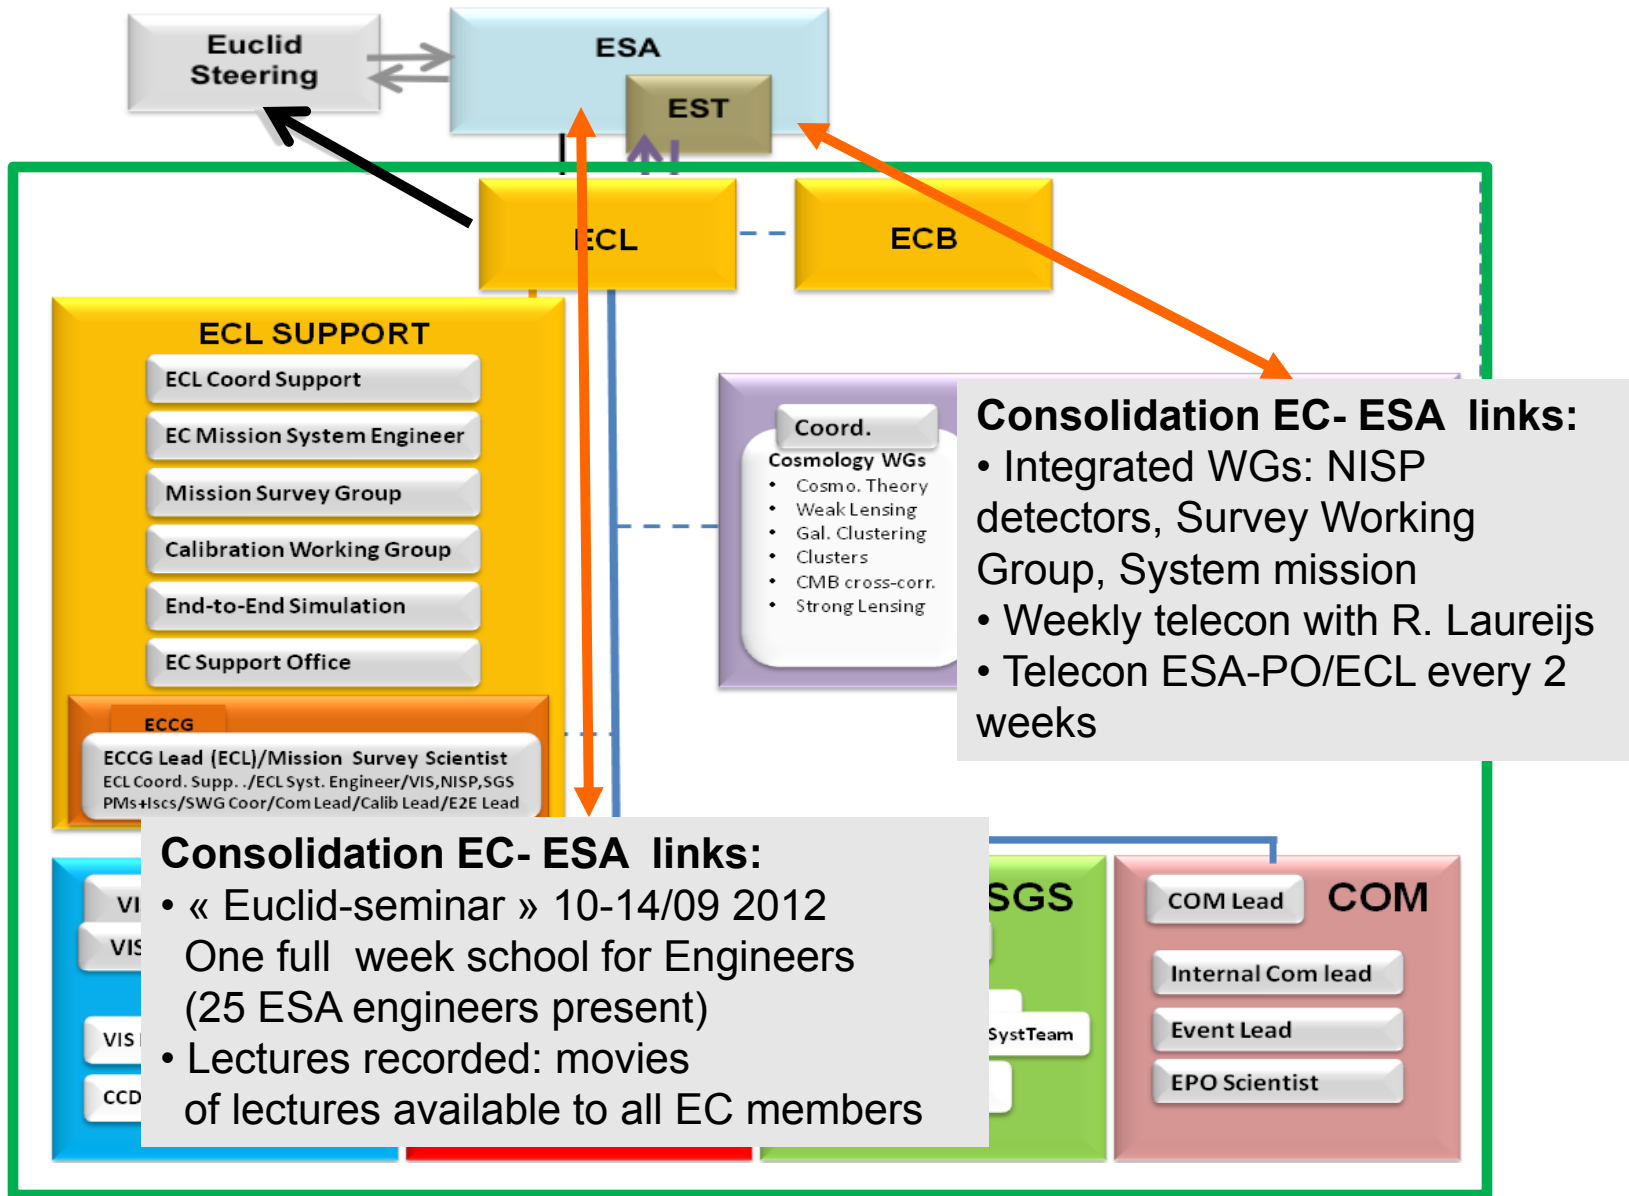 Euclid
Steering
ESA
EST
ECL
ECB
ECL SUPPORT
ECL Coord Support
EC Mission System Engineer
Mission Survey Group
Calibration Working Group
End-to-End Simulation
EC Support Office
ECCG
ECCG Lead (ECL)/Mission Survey Scientist
ECL Coord. Supp. ./ECL Syst. Engineer/VIS,NISP,SGS
PMs+Iscs/SWG Coor/Com Lead/Calib Lead/E2E Lead
Coord.
Cosmology WGs
• Cosmo. Theory
• Weak Lensing
• Gal. Clustering
• Clusters
• CMB cross-corr.
• Strong Lensing
Consolidation EC- ESA links:
• Integrated WGs: NISP
detectors, Survey Working
Group, System mission
• Weekly telecon with R. Laureijs
• Telecon ESA-PO/ECL every 2
weeks
Consolidation EC- ESA links:
• « Euclid-seminar » 10-14/09 2012
One full week school for Engineers
(25 ESA engineers present)
• Lectures recorded: movies
of lectures available to all EC members
VIS
VIS
CCD
SGS
SystTeam
COM Lead
COM
Internal Com lead
Event Lead
EPO Scientist